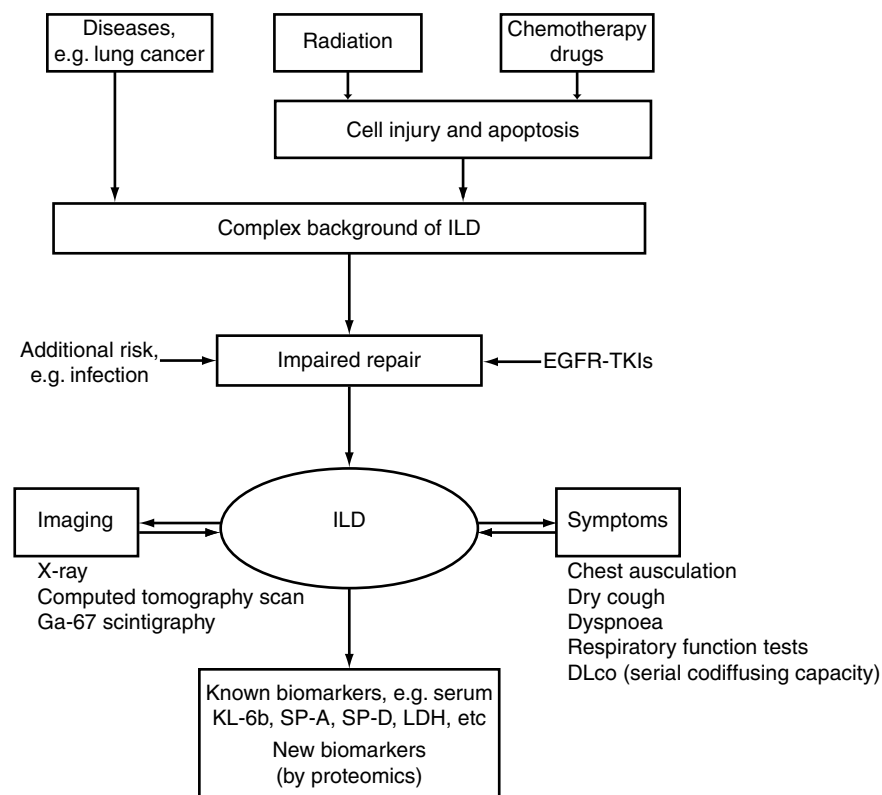 Diseases,
e.g. lung cancer
Radiation
Chemotherapy
drugs
Cell injury and apoptosis
Complex background of ILD
Additional risk,
e.g. infection
Impaired repair
EGFR-TKIs
Imaging
ILD
Symptoms
X-ray
Computed tomography scan
Ga-67 scintigraphy
Chest ausculation
Dry cough
Dyspnoea
Respiratory function tests
DLco (serial codiffusing capacity)
Known biomarkers, e.g. serum
KL-6b, SP-A, SP-D, LDH, etc
New biomarkers
(by proteomics)